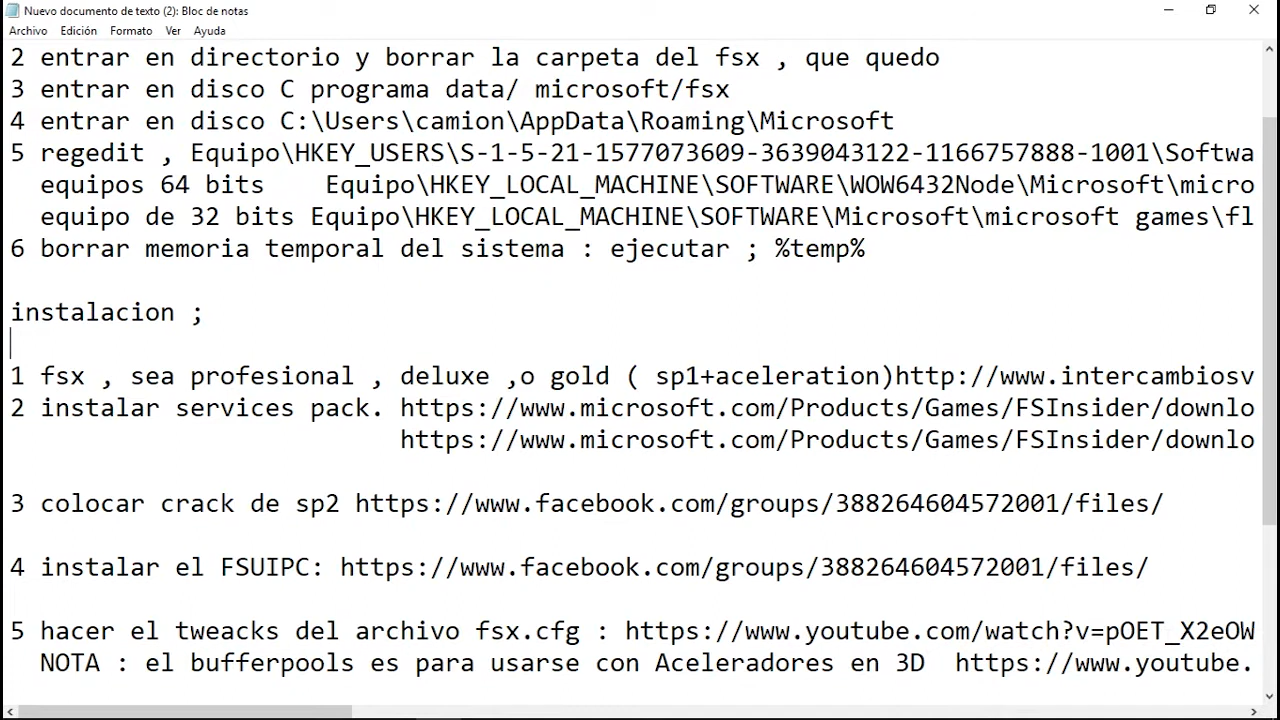 Nuevo documento de texto (2): Bloc de notas
Archivo Edición Formato Ver Ayuda
2 entrar en directorio y borrar la carpeta del fsx , que quedo
3 entrar en disco C programa data/ microsoft/fsx
4 entrar en disco C:\Users\camion\AppData\Roaming\Microsoft
5 regedit , Equipo\HKEY_USERS\S-1-5-21-1577073609-3639043122-1166757888-1001\Softwa
equipos 64 bits Equipo\HKEY_LOCAL_MACHINE\SOFTWARE\WOW6432Node\Microsoft\micro
equipo de 32 bits Equipo\HKEY_LOCAL_MACHINE\SOFTWARE\Microsoft\microsoft games\fl
6 borrar memoria temporal del sistema : ejecutar ; %temp%
instalacion ;
1 fsx , sea profesional , deluxe ,o gold ( sp1+aceleration)http://www.intercambiosv
2 instalar services pack. https://www.microsoft.com/Products/Games/FSInsider/downlo
https://www.microsoft.com/Products/Games/FSInsider/downlo
3 colocar crack de sp2 https://www.facebook.com/groups/388264604572001/files/
4 instalar el FSUIPC: https://www.facebook.com/groups/388264604572001/files/
5 hacer el tweacks del archivo fsx.cfg : https://www.youtube.com/watch?v=pOET_X2eOW
NOTA : el bufferpools es para usarse con Aceleradores en 3D https://www.youtube.